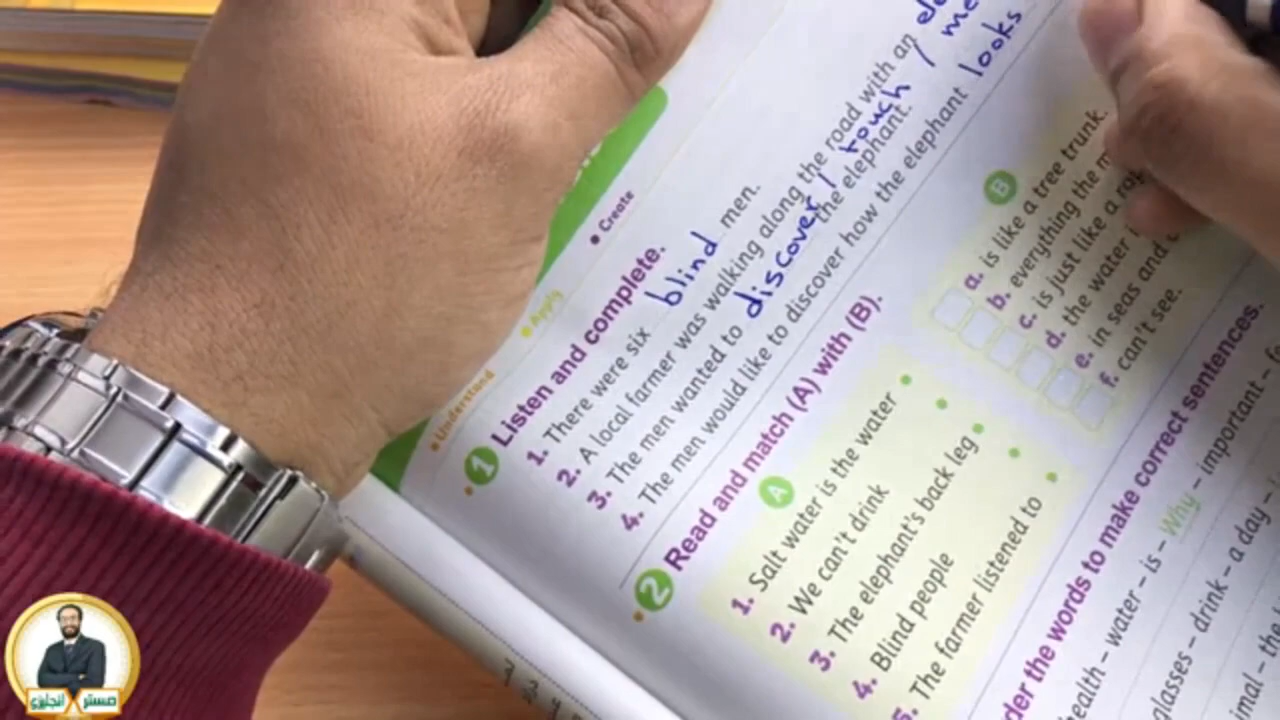 Understand
Apply
Create
1 Listen and complete.
1. There were six blind men.
2. A local farmer was walking along the road with an
3. The men wanted to discover / touch / the elephant.
4. The men would like to discover how the elephant looks
2 Read and match (A) with (B).
A
1. Salt water is the water
2. We can't drink
3. The elephant's back leg
4. Blind people
5. The farmer listened to
B
a. is like a tree trunk.
b. everything the
c. is just like a
d. the water
e. in seas and
f. can't see.
the words to make correct sentences.
– water – is – Why – important –
– drink – a day –
مستر X انجليزي